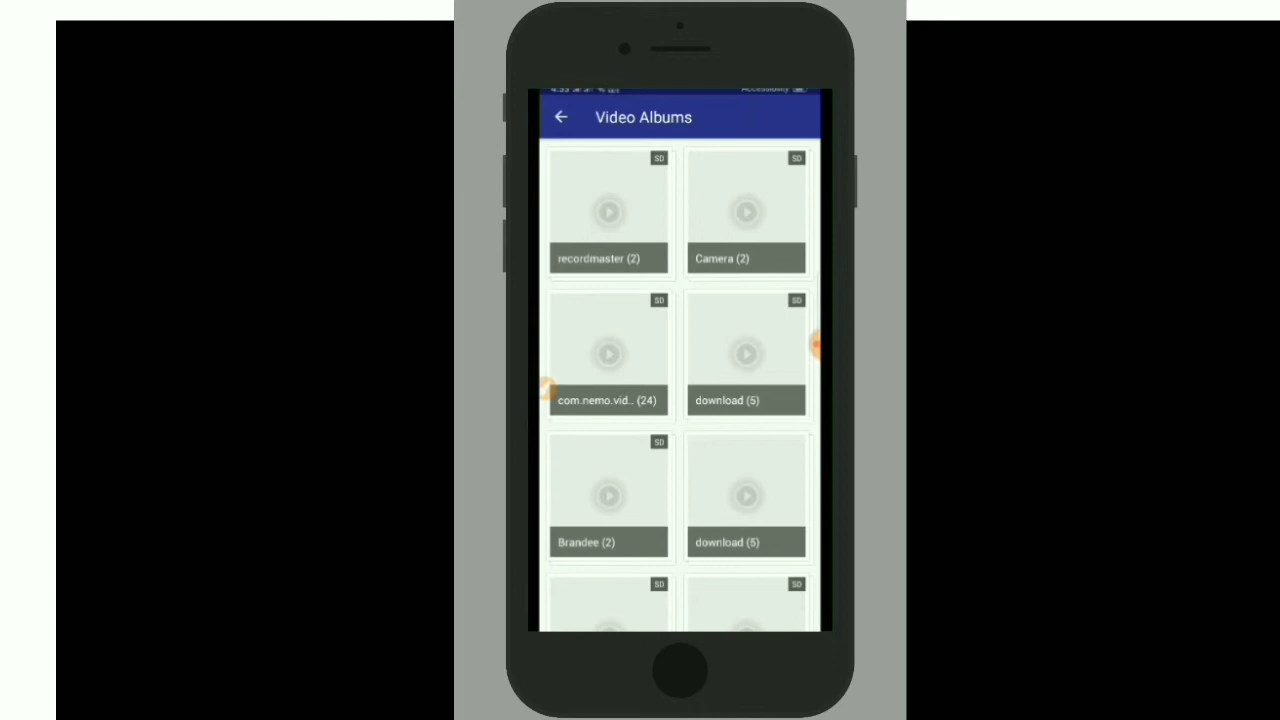 Accessibility
Video Albums
SD
SD
recordmaster (2)
Camera (2)
SD
SD
com.nemo.vid.. (24)
download (5)
SD
Brandee (2)
download (5)
SD
SD